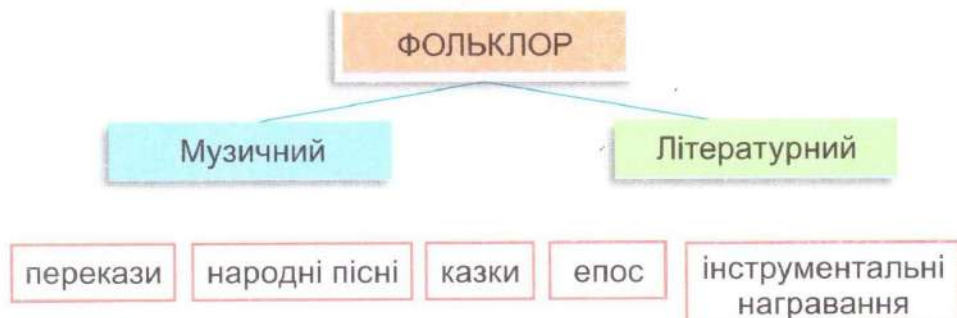 ФОЛЬКЛОР
Музичний
Літературний
перекази
народні пісні
казки
епос
інструментальні
награвання